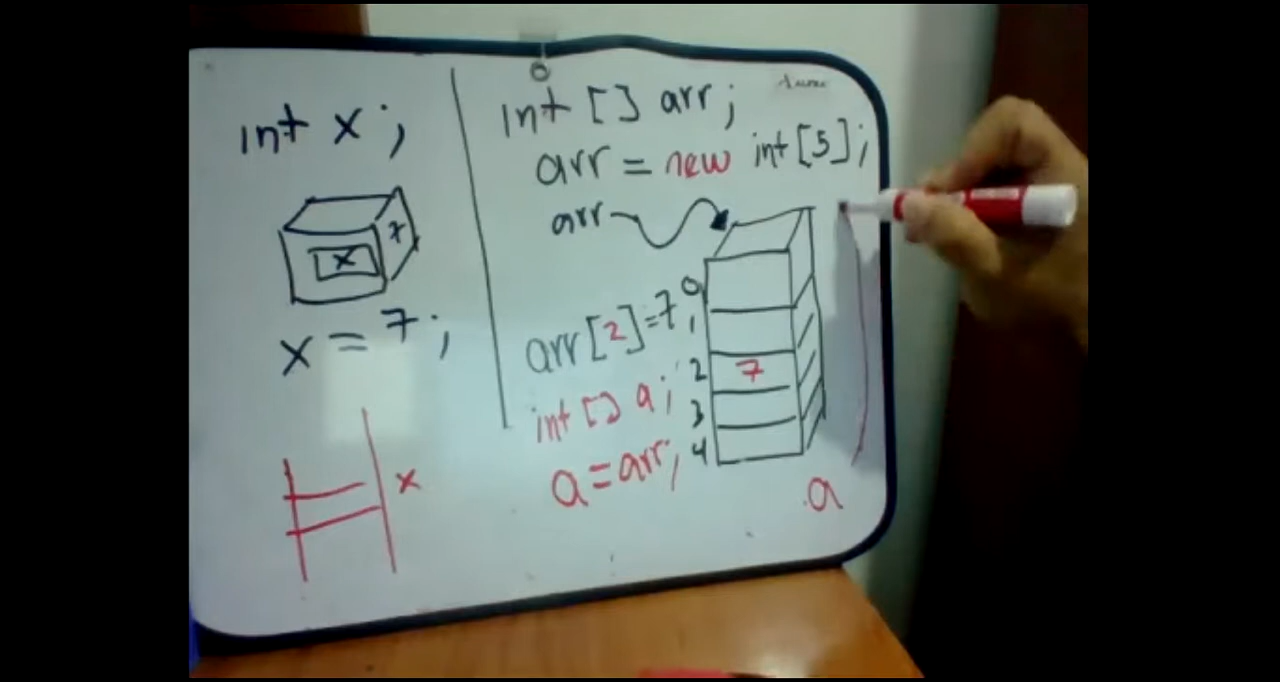 int x;
x
7
x = 7;
x
int [] arr;
arr = new int [5];
arr
arr[2]=7;
int [] a;
a = arr;
0
1
2 7
3
4
a